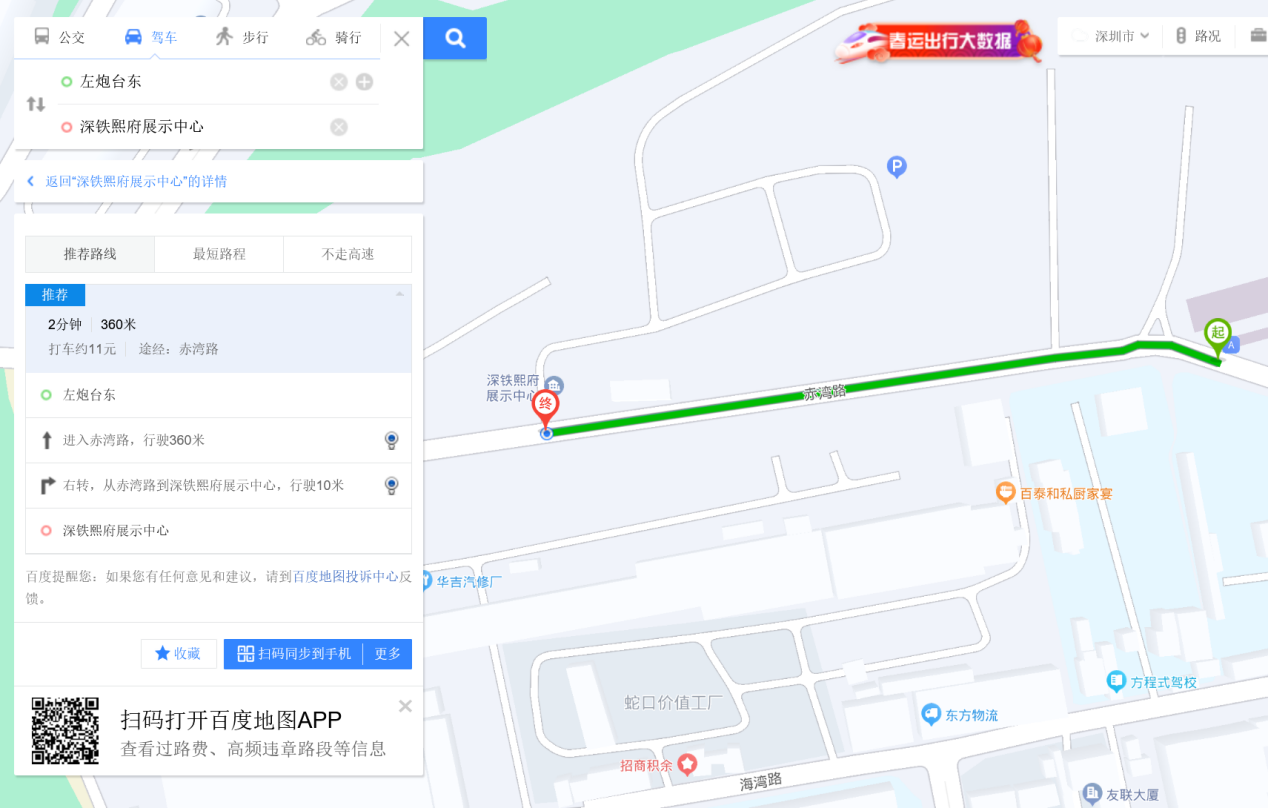 公交
驾车
步行
骑行
左炮台东
深铁熙府展示中心
返回“深铁熙府展示中心”的详情
推荐路线
最短路程
不走高速
推荐
2分钟 360米
打车约11元 途经：赤湾路
左炮台东
进入赤湾路，行驶360米
右转，从赤湾路到深铁熙府展示中心，行驶10米
深铁熙府展示中心
百度提醒您：如果您有任何意见和建议，请到百度地图投诉中心反
馈。
收藏
扫码同步到手机
更多
扫码打开百度地图APP
查看过路费、高频违章路段等信息
春运出行大数据
深圳市
路况
P
起
A
深铁熙府
展示中心
终
赤湾路
百泰和私厨家宴
华吉汽修厂
蛇口价值工厂
方程式驾校
东方物流
招商积余
海湾路
友联大厦